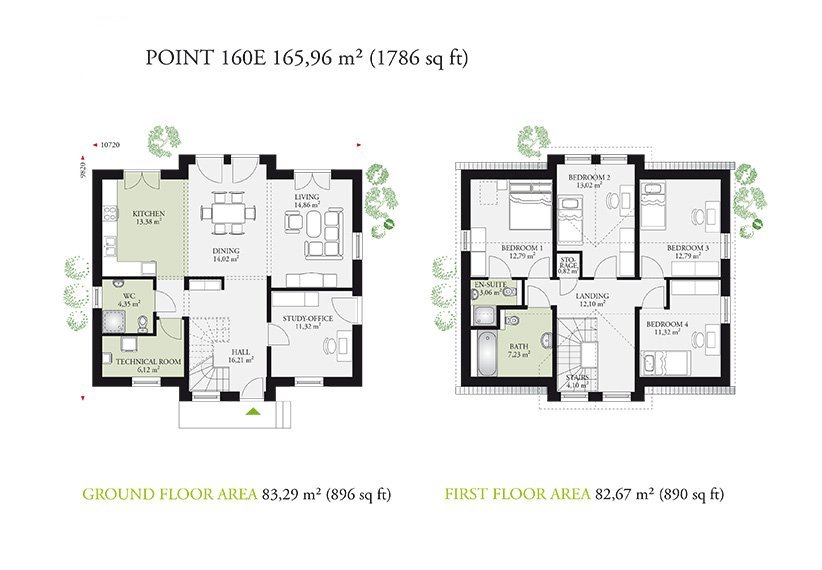 POINT 160E 165,96 m² (1786 sq ft)
10720
9820
KITCHEN
13,38 m²
DINING
14,02 m²
LIVING
14,86 m²
WC
4,35 m²
TECHNICAL ROOM
6,12 m²
HALL
16,21 m²
STUDY-OFFICE
11,32 m²
BEDROOM 2
13,02 m²
BEDROOM 1
12,79 m²
STO-
RAGE
0,82 m²
BEDROOM 3
12,79 m²
EN-SUITE
3,06 m²
LANDING
12,10 m²
BATH
7,23 m²
BEDROOM 4
11,32 m²
STAIRS
4,10 m²
GROUND FLOOR AREA 83,29 m² (896 sq ft)
FIRST FLOOR AREA 82,67 m² (890 sq ft)